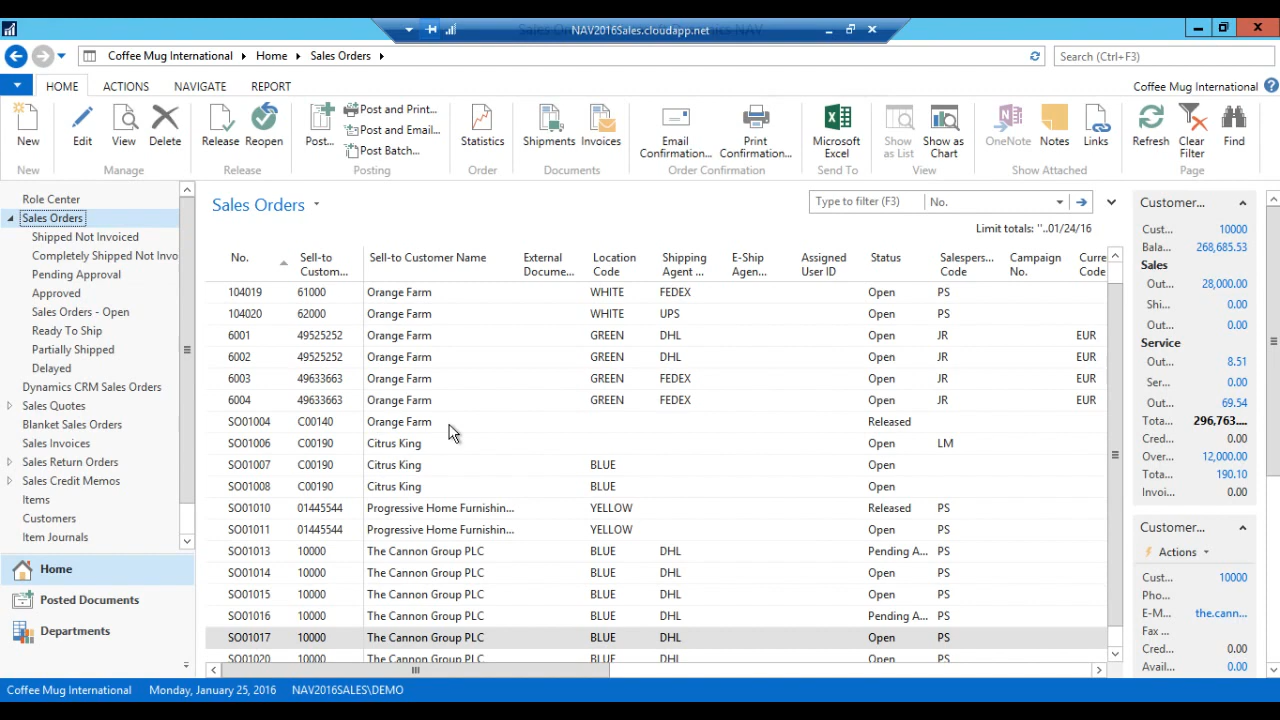 NAV2016Sales.cloudapp.net
Coffee Mug International Home Sales Orders
Search (Ctrl+F3)
HOME ACTIONS NAVIGATE REPORT
Coffee Mug International
New
Edit
View
Delete
Release
Reopen
Post...
Post and Print...
Post and Email...
Post Batch...
Statistics
Shipments
Invoices
Email Confirmation...
Print Confirmation...
Microsoft Excel
Show as List
Show as Chart
OneNote
Notes
Links
Refresh
Clear Filter
Find
New Manage Release Posting Order Documents Order Confirmation Send To View Show Attached Page
Role Center
Sales Orders
Shipped Not Invoiced
Completely Shipped Not Invo
Pending Approval
Approved
Sales Orders - Open
Ready To Ship
Partially Shipped
Delayed
Dynamics CRM Sales Orders
Sales Quotes
Blanket Sales Orders
Sales Invoices
Sales Return Orders
Sales Credit Memos
Items
Customers
Item Journals
Home
Posted Documents
Departments
Sales Orders
Type to filter (F3) No.
Limit totals: ''..01/24/16
No. Sell-to Custom... Sell-to Customer Name External Docume... Location Code Shipping Agent ... E-Ship Agen... Assigned User ID Status Salespers... Code Campaign No. Curre Code
104019 61000 Orange Farm WHITE FEDEX Open PS
104020 62000 Orange Farm WHITE UPS Open PS
6001 49525252 Orange Farm GREEN DHL Open JR EUR
6002 49525252 Orange Farm GREEN DHL Open JR EUR
6003 49633663 Orange Farm GREEN FEDEX Open JR EUR
6004 49633663 Orange Farm GREEN FEDEX Open JR EUR
SO01004 C00140 Orange Farm Released
SO01006 C00190 Citrus King Open LM
SO01007 C00190 Citrus King BLUE Open
SO01008 C00190 Citrus King BLUE Open
SO01010 01445544 Progressive Home Furnishin... YELLOW Released PS
SO01011 01445544 Progressive Home Furnishin... YELLOW Open PS
SO01013 10000 The Cannon Group PLC BLUE DHL Pending A... PS
SO01014 10000 The Cannon Group PLC BLUE DHL Open PS
SO01015 10000 The Cannon Group PLC BLUE DHL Open PS
SO01016 10000 The Cannon Group PLC BLUE DHL Pending A... PS
SO01017 10000 The Cannon Group PLC BLUE DHL Open PS
SO01020 10000 The Cannon Group PLC BLUE DHL Open PS
Customer...
Cust... 10000
Bala... 268,685.53
Sales
Out... 28,000.00
Shi... 0.00
Out... 0.00
Service
Out... 8.51
Ser... 0.00
Out... 69.54
Tota... 296,763....
Cred... 0.00
Over... 12,000.00
Tota... 190.10
Invoi... 0.00
Customer...
Actions
Cust... 10000
Pho...
E-M... the.cann...
Fax ...
Cred... 0.00
Avail... 0.00
Coffee Mug International Monday, January 25, 2016 NAV2016SALES\DEMO